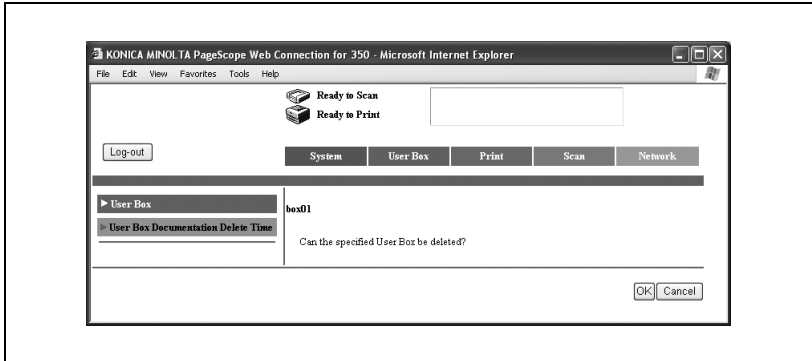 KONICA MINOLTA PageScope Web Connection for 350 - Microsoft Internet Explorer
File Edit View Favorites Tools Help
Ready to Scan
Ready to Print
Log-out
System User Box Print Scan Network
User Box
box01
User Box Documentation Delete Time
Can the specified User Box be deleted?
OK Cancel